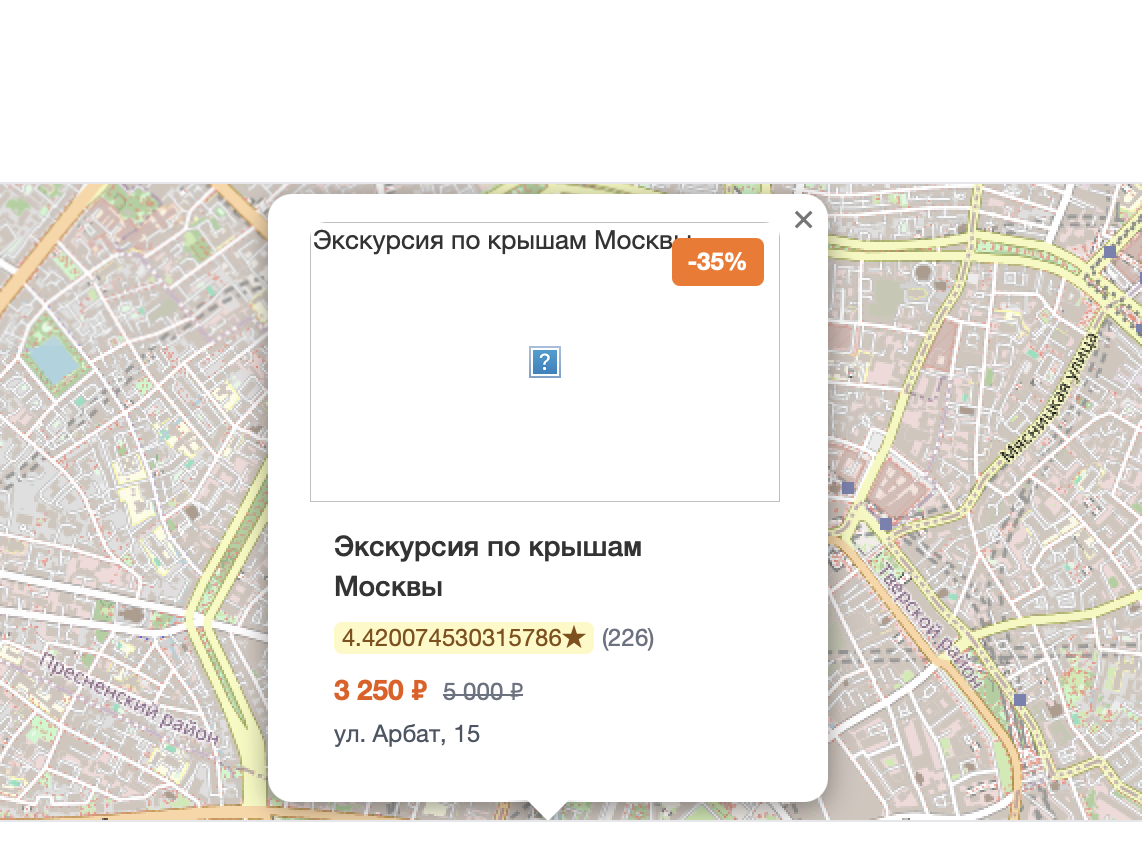 Экскурсия по крышам Москвы
-35%
?
Экскурсия по крышам
Москвы
4.420074530315786★ (226)
3 250 ₽ 5 000 ₽
ул. Арбат, 15
Мясницкая улица
Тверской район
Пресненский район